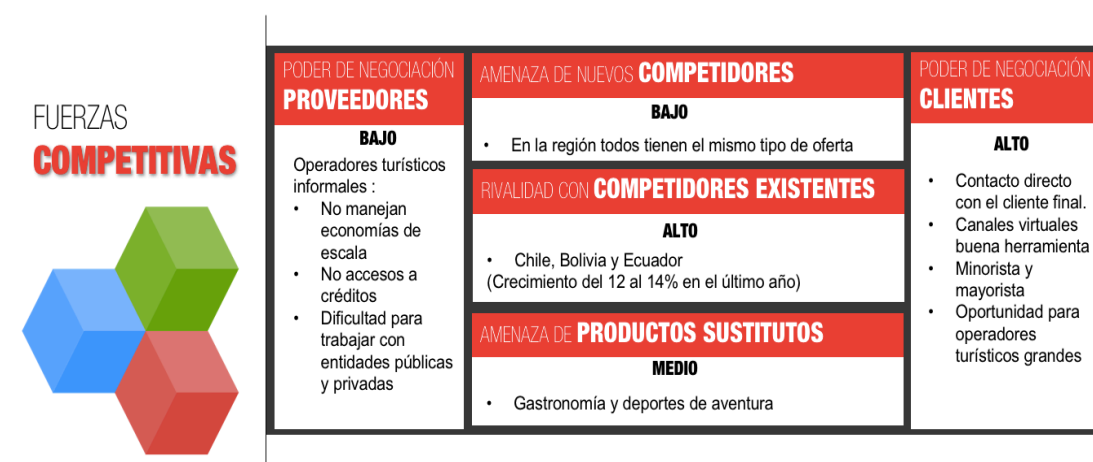 FUERZAS
COMPETITIVAS
PODER DE NEGOCIACIÓN
PROVEEDORES
BAJO
Operadores turísticos
informales :
• No manejan
economías de
escala
• No accesos a
créditos
• Dificultad para
trabajar con
entidades públicas
y privadas
AMENAZA DE NUEVOS COMPETIDORES
BAJO
• En la región todos tienen el mismo tipo de oferta
RIVALIDAD CON COMPETIDORES EXISTENTES
ALTO
• Chile, Bolivia y Ecuador
(Crecimiento del 12 al 14% en el último año)
AMENAZA DE PRODUCTOS SUSTITUTOS
MEDIO
• Gastronomía y deportes de aventura
PODER DE NEGOCIACIÓN
CLIENTES
ALTO
• Contacto directo
con el cliente final.
• Canales virtuales
buena herramienta
• Minorista y
mayorista
• Oportunidad para
operadores
turísticos grandes